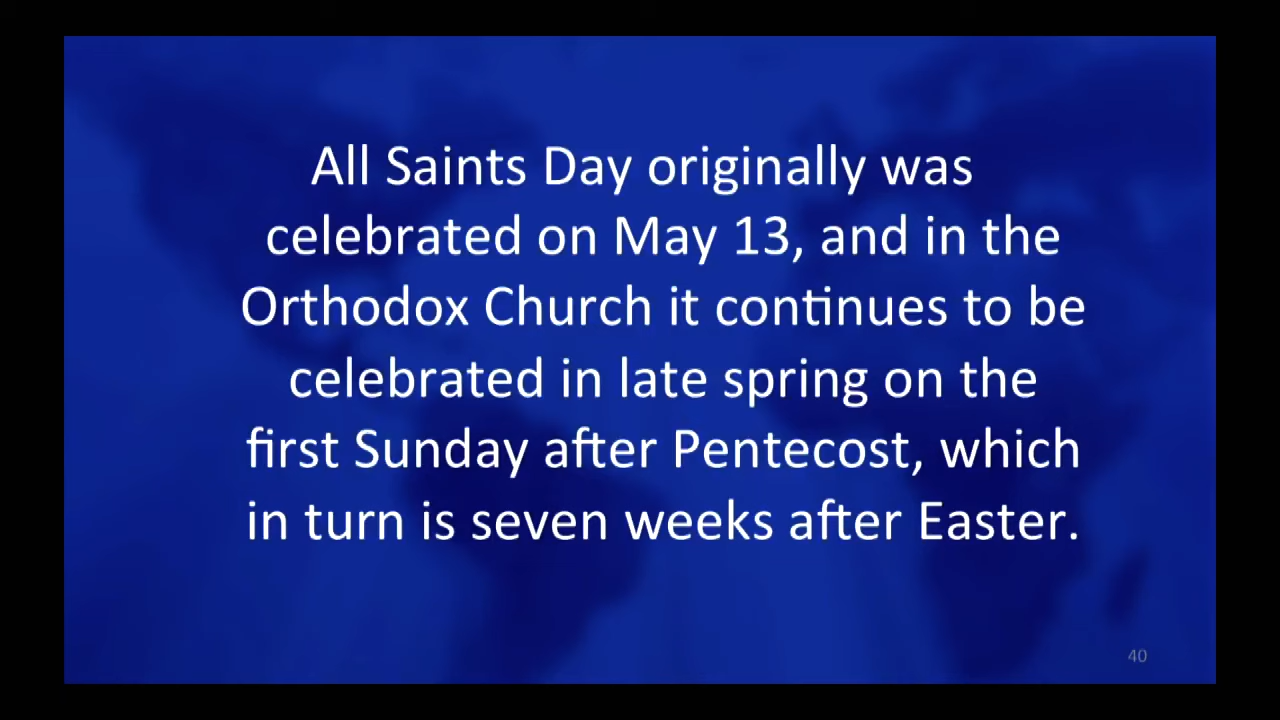 All Saints Day originally was
celebrated on May 13, and in the
Orthodox Church it continues to be
celebrated in late spring on the
first Sunday after Pentecost, which
in turn is seven weeks after Easter.
40